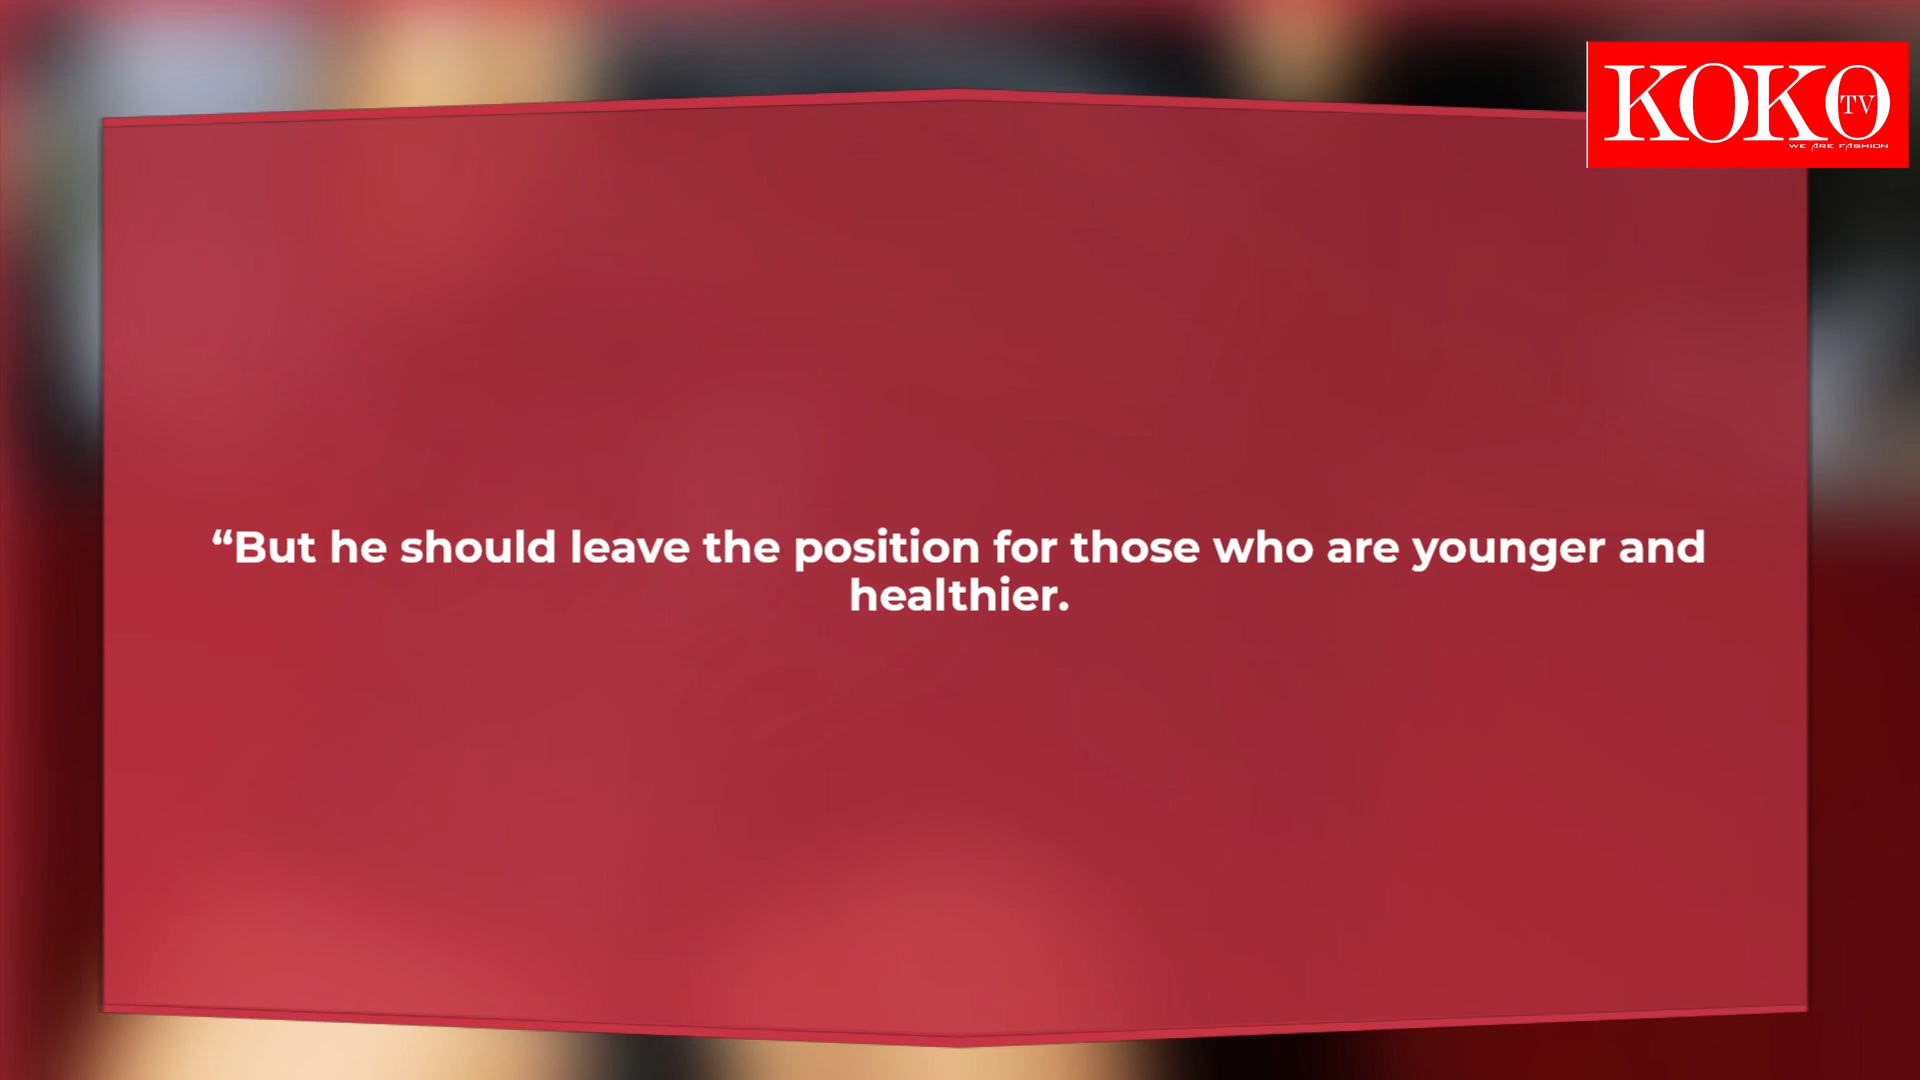 KOKO
TV
WE ARE FASHION
“But he should leave the position for those who are younger and
healthier.